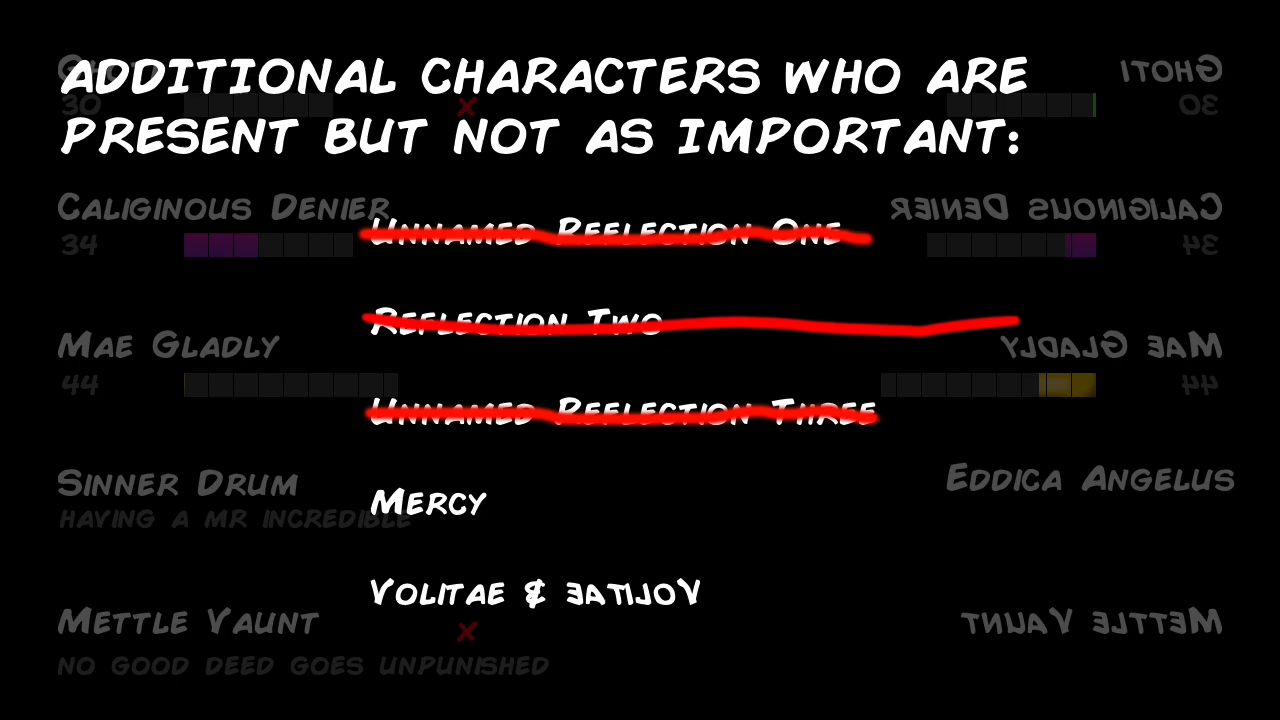 ADDITIONAL CHARACTERS WHO ARE
PRESENT BUT NOT AS IMPORTANT:
GHOTI
30
GHOTI
30
CALIGINOUS DENIER
34
CALIGINOUS DENIER
34
UNNAMED REFLECTION ONE
REFLECTION TWO
MAE GLADLY
44
MAE GLADLY
44
UNNAMED REFLECTION THREE
SINNER DRUM
HAVING A MR INCREDIBLE
EDDICA ANGELUS
MERCY
VOLITAE & VOLITAE
METTLE VAUNT
NO GOOD DEED GOES UNPUNISHED
METTLE VAUNT